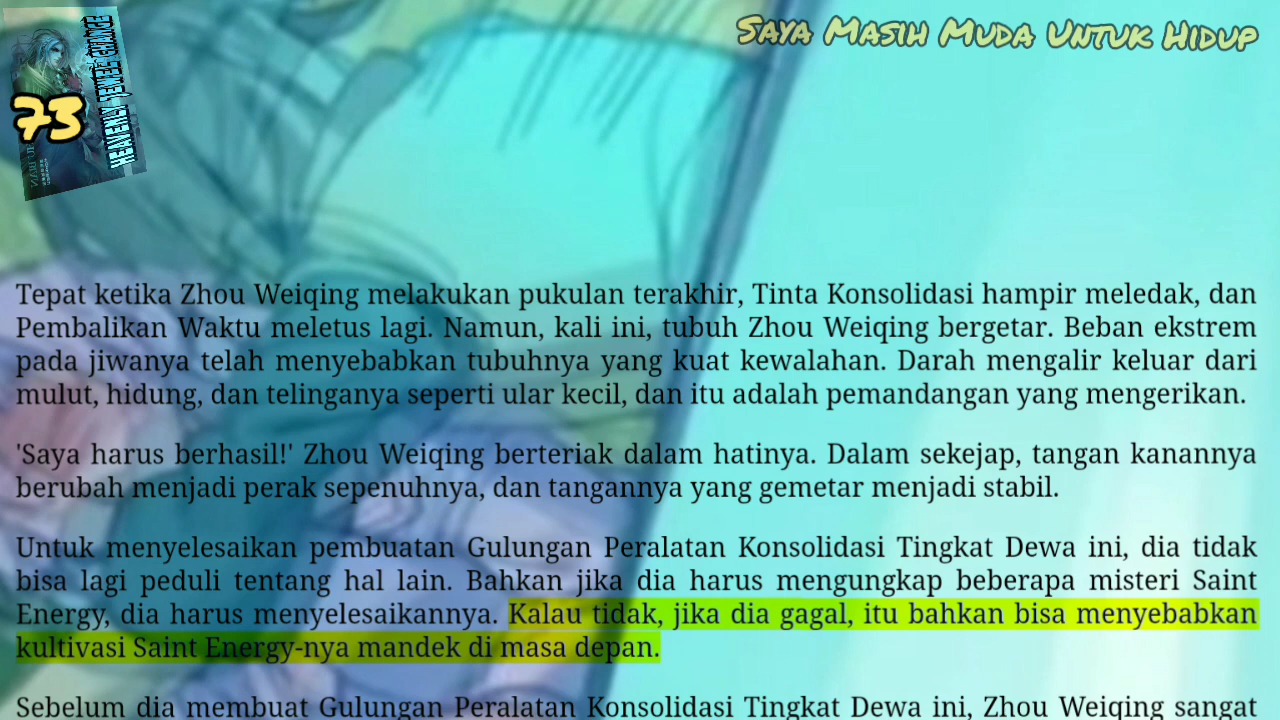 Saya Masih Muda Untuk Hidup
73
HEAVENLY JEWEL CHANGE
Tepat ketika Zhou Weiqing melakukan pukulan terakhir, Tinta Konsolidasi hampir meledak, dan
Pembalikan Waktu meletus lagi. Namun, kali ini, tubuh Zhou Weiqing bergetar. Beban ekstrem
pada jiwanya telah menyebabkan tubuhnya yang kuat kewalahan. Darah mengalir keluar dari
mulut, hidung, dan telinganya seperti ular kecil, dan itu adalah pemandangan yang mengerikan.
'Saya harus berhasil!' Zhou Weiqing berteriak dalam hatinya. Dalam sekejap, tangan kanannya
berubah menjadi perak sepenuhnya, dan tangannya yang gemetar menjadi stabil.
Untuk menyelesaikan pembuatan Gulungan Peralatan Konsolidasi Tingkat Dewa ini, dia tidak
bisa lagi peduli tentang hal lain. Bahkan jika dia harus mengungkap beberapa misteri Saint
Energy, dia harus menyelesaikannya. Kalau tidak, jika dia gagal, itu bahkan bisa menyebabkan
kultivasi Saint Energy-nya mandek di masa depan.
Sebelum dia membuat Gulungan Peralatan Konsolidasi Tingkat Dewa ini, Zhou Weiqing sangat